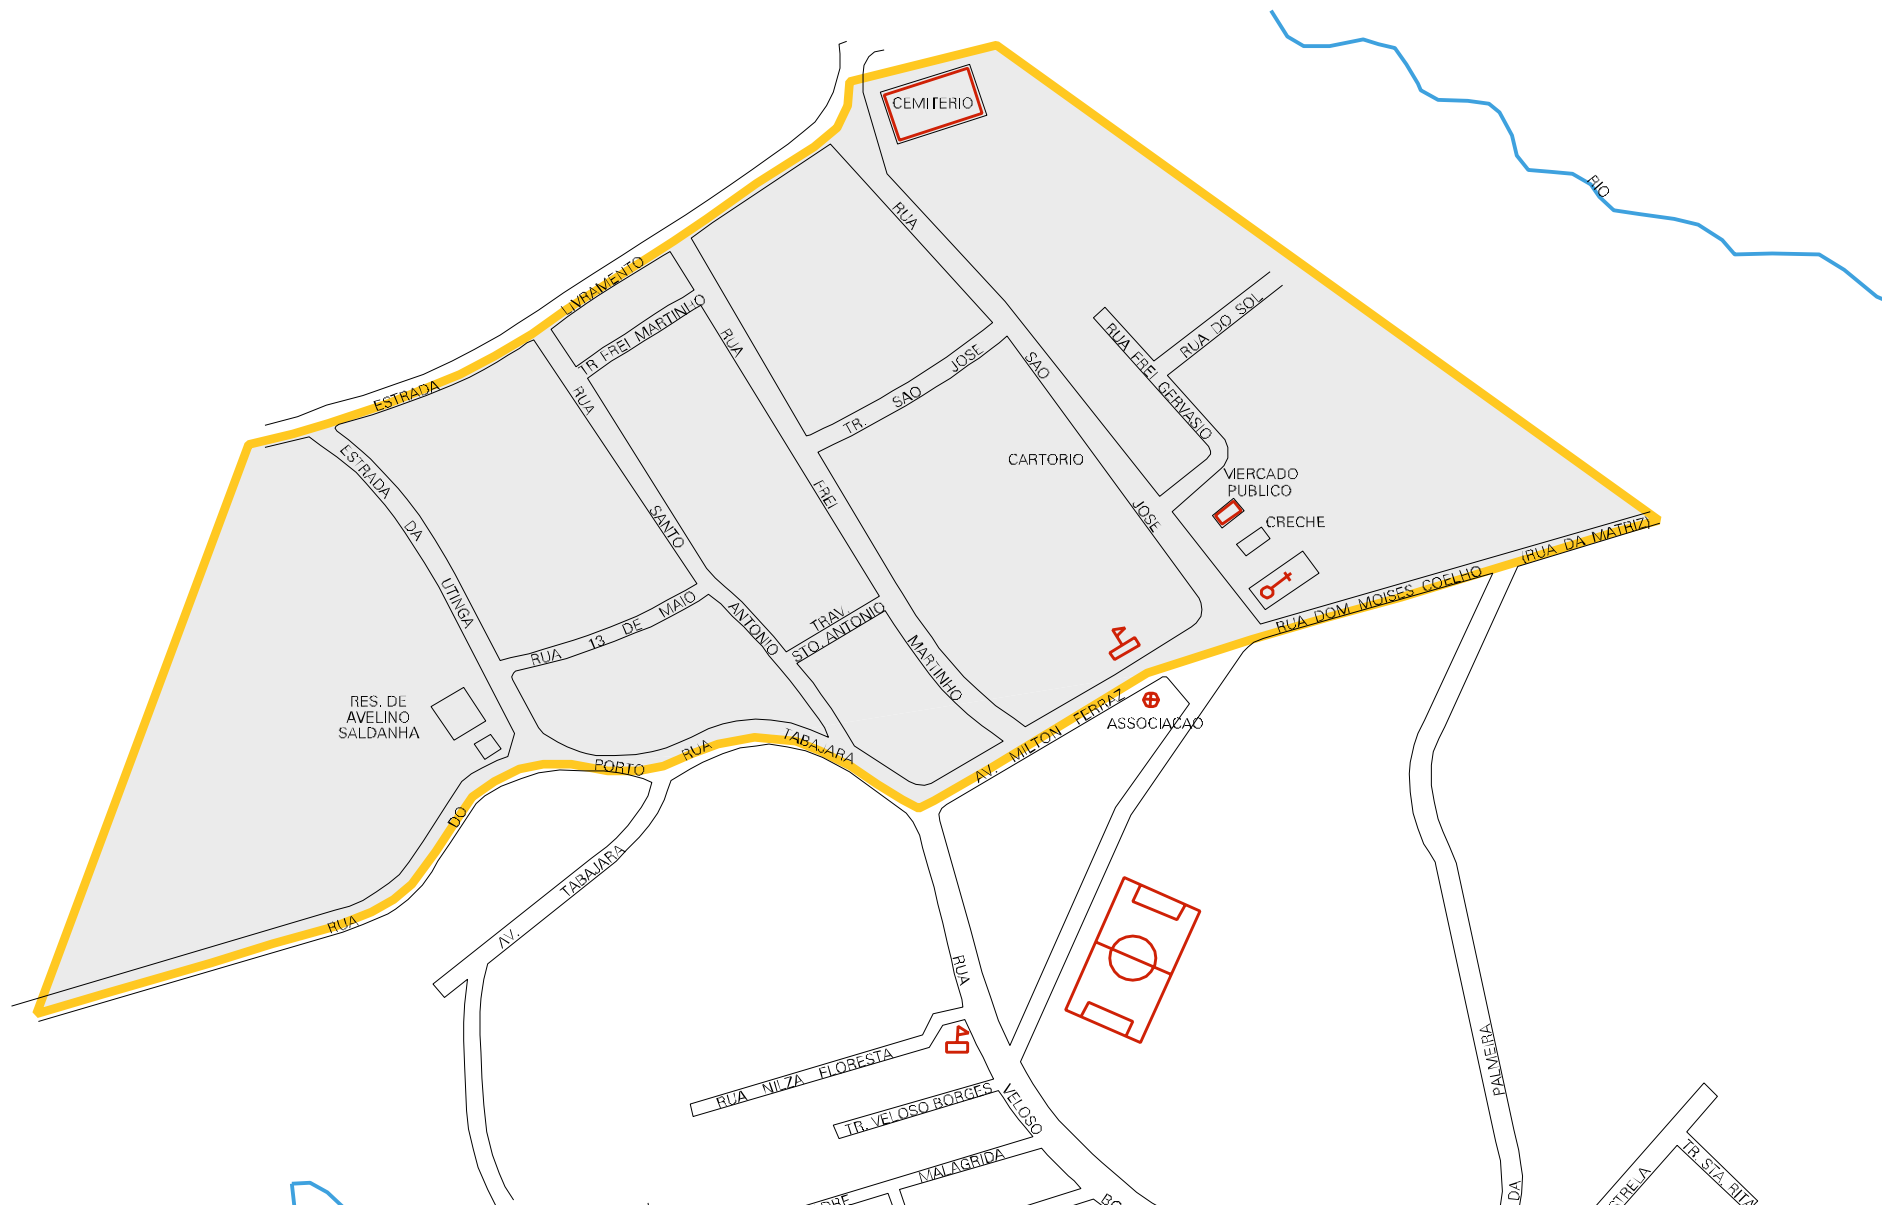 CEMITERIO
RIO
RUA SAO JOSE
ESTRADA LIVRAMENTO
TR. FREI MARTINHO
RUA FREI MARTINHO
RUA DO SOL
RUA FREI GERVASIO
TR. SAO JOSE
RUA SANTO ANTONIO
CARTORIO
ESTRADA DA UTINGA
MERCADO
PUBLICO
CRECHE
RUA DOM MOISES COELHO (RUA DA MATRIZ)
RUA 13 DE MAIO
TRAV.
STO. ANTONIO
RES. DE
AVELINO
SALDANHA
AV. MILTON FERRAZ
ASSOCIACAO
RUA DO PORTO
RUA TABAJARA
AV. TABAJARA
RUA VELOSO
RUA NILZA FLORESTA
TR. VELOSO BORGES
MALAGRIDA
DA PALMEIRA
TR. STA. RITA